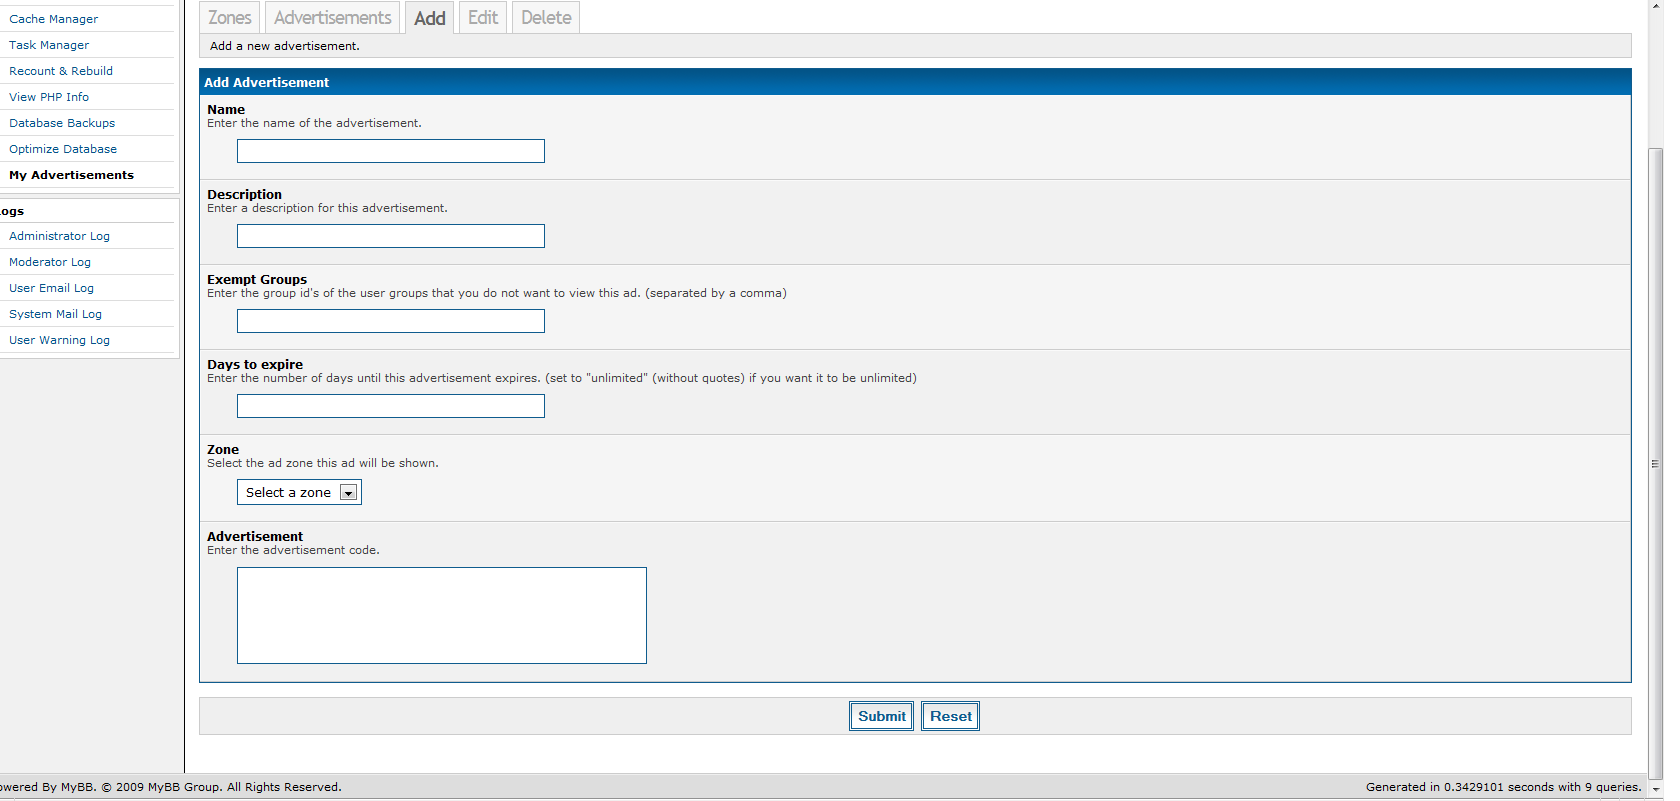 Cache Manager
Task Manager
Recount & Rebuild
View PHP Info
Database Backups
Optimize Database
My Advertisements
ogs
Administrator Log
Moderator Log
User Email Log
System Mail Log
User Warning Log
Zones Advertisements Add Edit Delete
Add a new advertisement.
Add Advertisement
Name
Enter the name of the advertisement.
Description
Enter a description for this advertisement.
Exempt Groups
Enter the group id's of the user groups that you do not want to view this ad. (separated by a comma)
Days to expire
Enter the number of days until this advertisement expires. (set to "unlimited" (without quotes) if you want it to be unlimited)
Zone
Select the ad zone this ad will be shown.
Select a zone
Advertisement
Enter the advertisement code.
Submit Reset
owered By MyBB. © 2009 MyBB Group. All Rights Reserved.
Generated in 0.3429101 seconds with 9 queries.